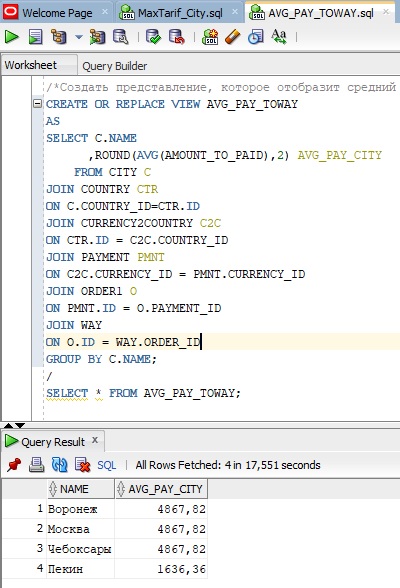 Welcome Page
MaxTarif_City.sql
AVG_PAY_TOWAY.sql
Aa
Worksheet
Query Builder
/*Создать представление, которое отобразит средний
CREATE OR REPLACE VIEW AVG_PAY_TOWAY
AS
SELECT C.NAME
,ROUND(AVG(AMOUNT_TO_PAID),2) AVG_PAY_CITY
FROM CITY C
JOIN COUNTRY CTR
ON C.COUNTRY_ID=CTR.ID
JOIN CURRENCY2COUNTRY C2C
ON CTR.ID = C2C.COUNTRY_ID
JOIN PAYMENT PMNT
ON C2C.CURRENCY_ID = PMNT.CURRENCY_ID
JOIN ORDER1 O
ON PMNT.ID = O.PAYMENT_ID
JOIN WAY
ON O.ID = WAY.ORDER_ID
GROUP BY C.NAME;
/
SELECT * FROM AVG_PAY_TOWAY;
Query Result x
SQL | All Rows Fetched: 4 in 17,551 seconds
NAME AVG_PAY_CITY
1 Воронеж 4867,82
2 Москва 4867,82
3 Чебоксары 4867,82
4 Пекин 1636,36